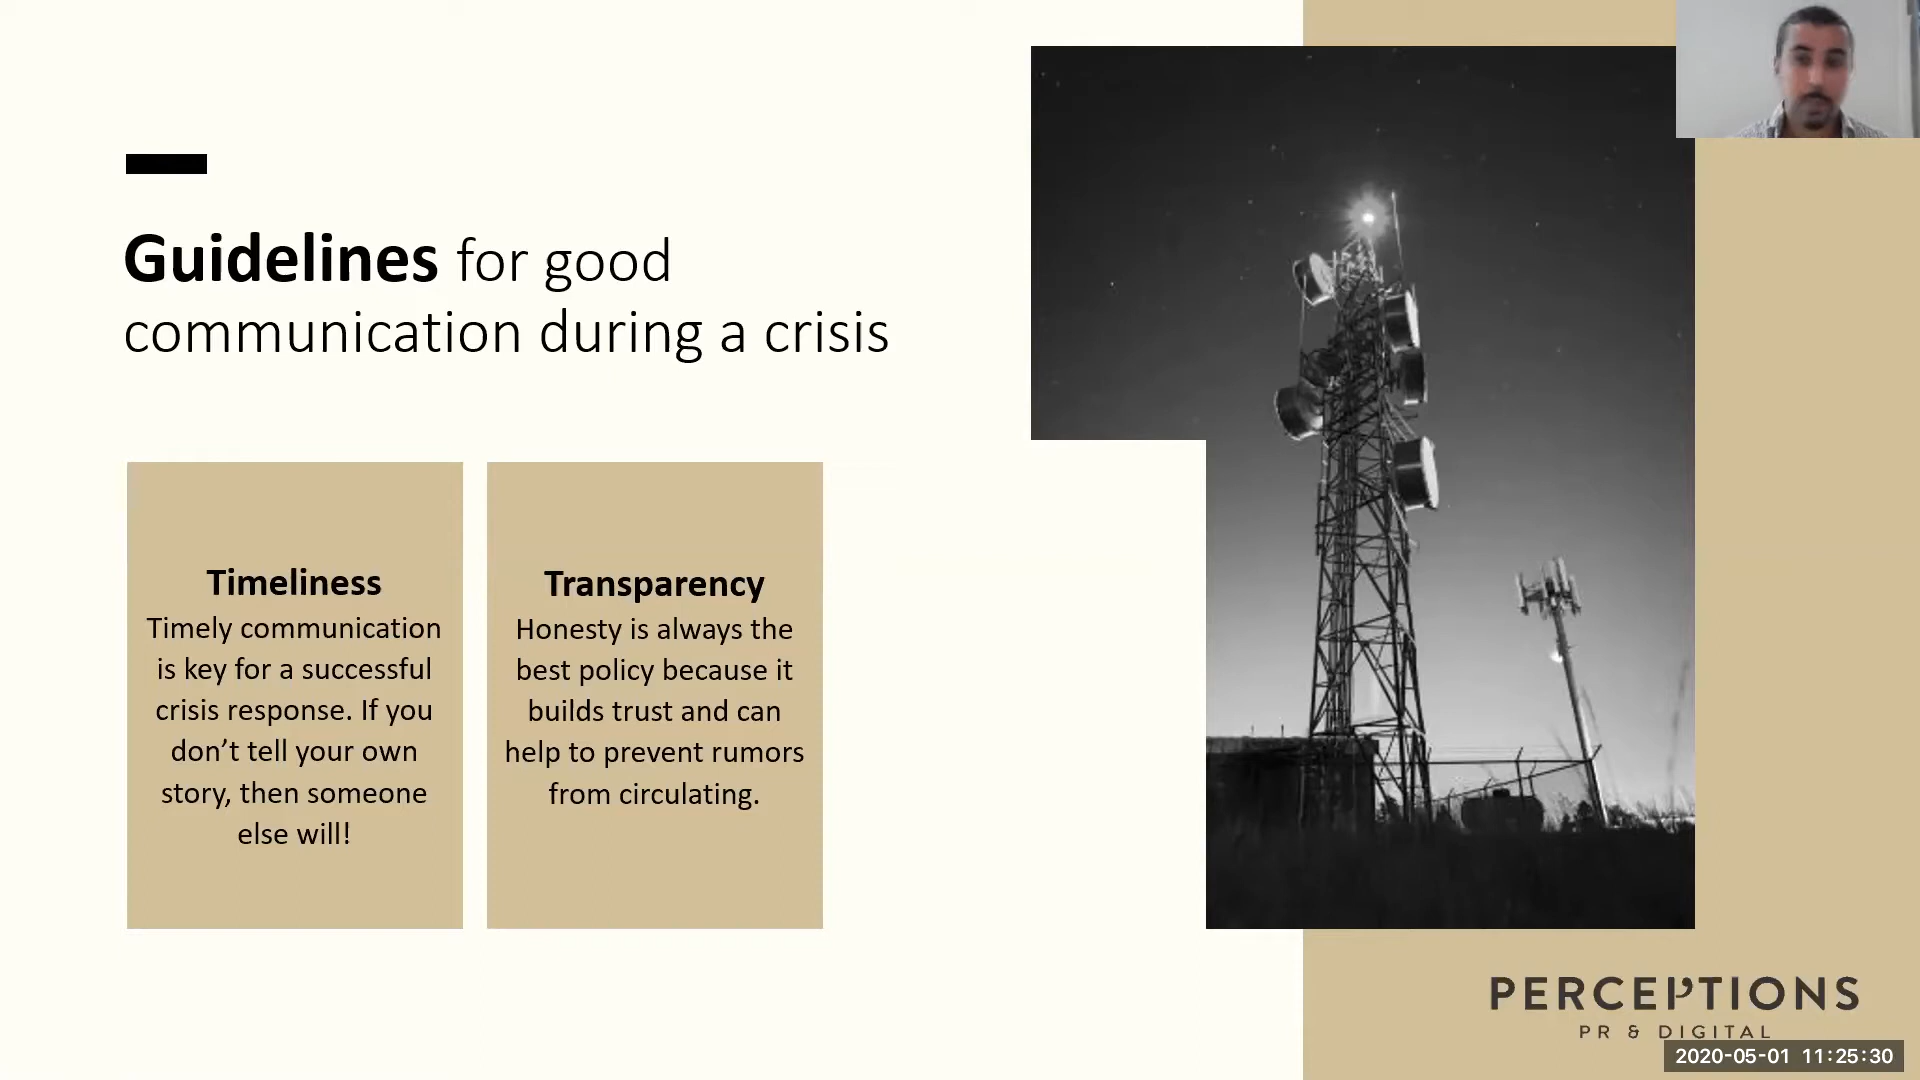 Guidelines for good
communication during a crisis
Timeliness
Timely communication
is key for a successful
crisis response. If you
don’t tell your own
story, then someone
else will!
Transparency
Honesty is always the
best policy because it
builds trust and can
help to prevent rumors
from circulating.
PERCEPTIONS
PR & DIGITAL
2020-05-01 11:25:30